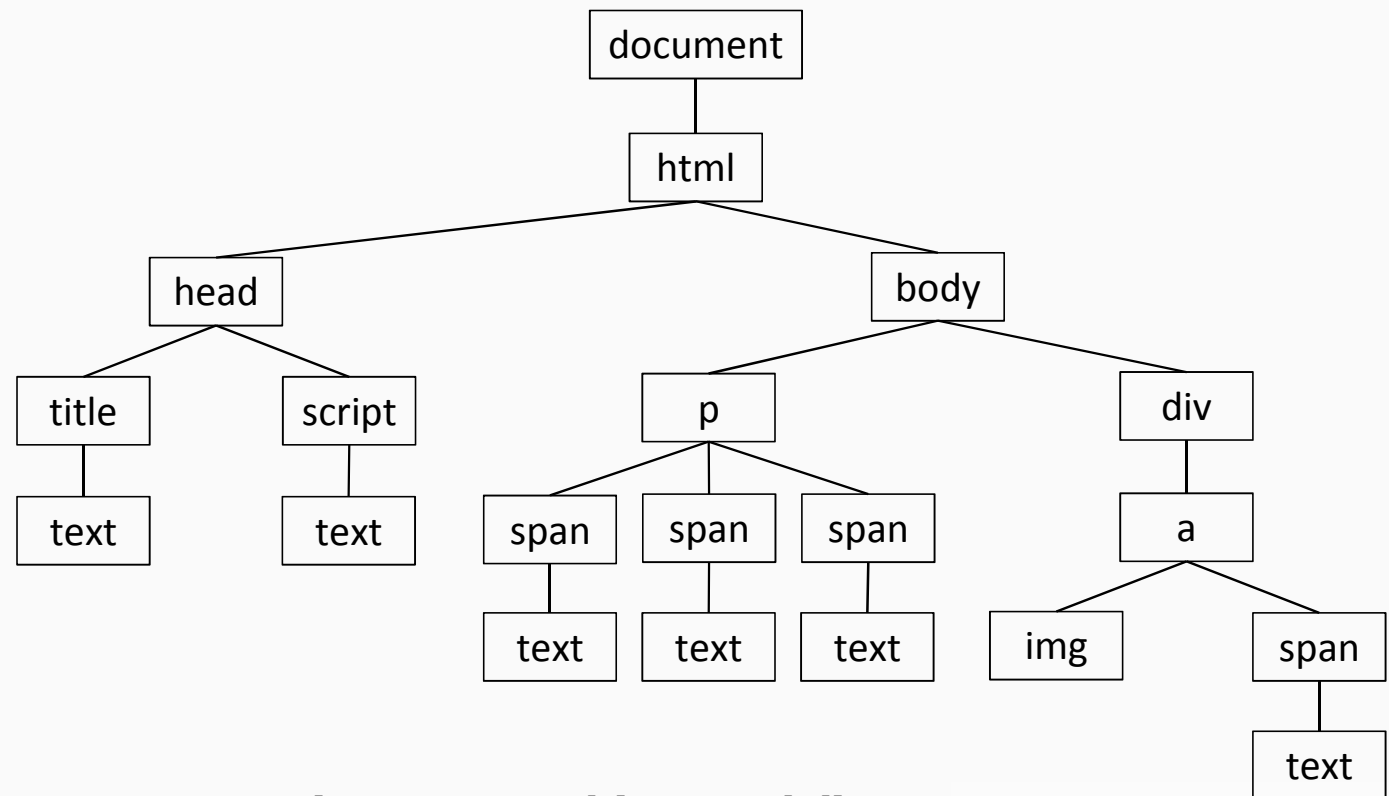 document
html
head
body
title script p div
text text span span span a
text text text img span
text